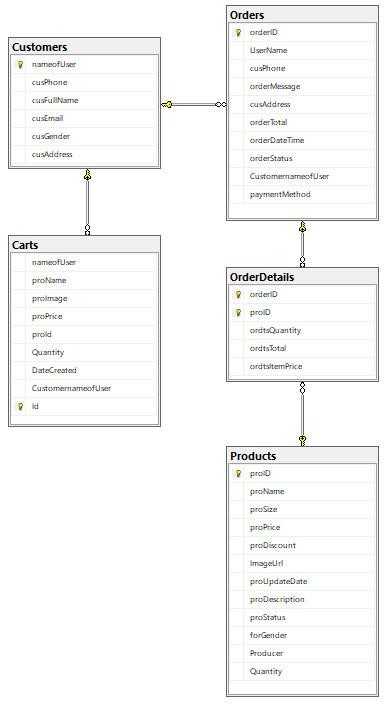 Customers
nameofUser
cusPhone
cusFullName
cusEmail
cusGender
cusAddress
Orders
orderID
UserName
cusPhone
orderMessage
cusAddress
orderTotal
orderDateTime
orderStatus
CustomernameofUser
paymentMethod
Carts
nameofUser
proName
proImage
proPrice
proId
Quantity
DateCreated
CustomernameofUser
Id
OrderDetails
orderID
proID
ordtsQuantity
ordtsTotal
ordtsItemPrice
Products
proID
proName
proSize
proPrice
proDiscount
ImageUrl
proUpdateDate
proDescription
proStatus
forGender
Producer
Quantity